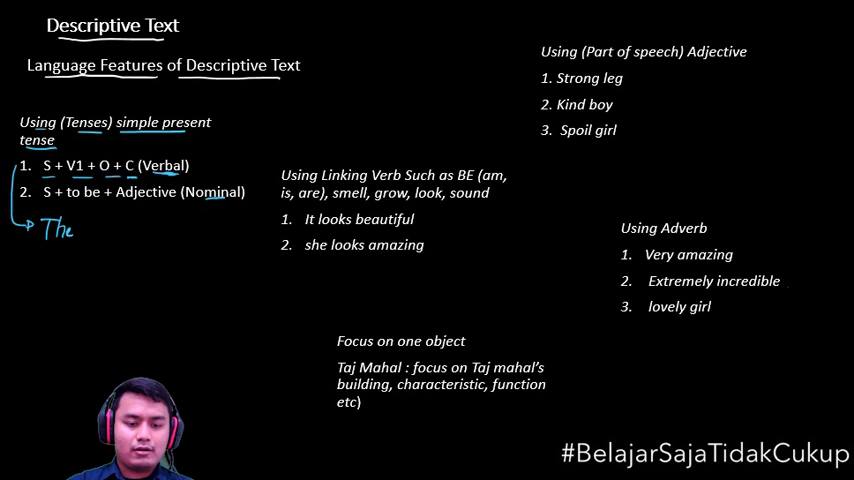 Descriptive Text
Language Features of Descriptive Text
Using (Tenses) simple present
tense
1. S + V1 + O + C (Verbal)
2. S + to be + Adjective (Nominal)
The
Using Linking Verb Such as BE (am,
is, are), smell, grow, look, sound
1. It looks beautiful
2. she looks amazing
Focus on one object
Taj Mahal : focus on Taj mahal's
building, characteristic, function
etc)
Using (Part of speech) Adjective
1. Strong leg
2. Kind boy
3. Spoil girl
Using Adverb
1. Very amazing
2. Extremely incredible
3. lovely girl
#BelajarSajaTidakCukup